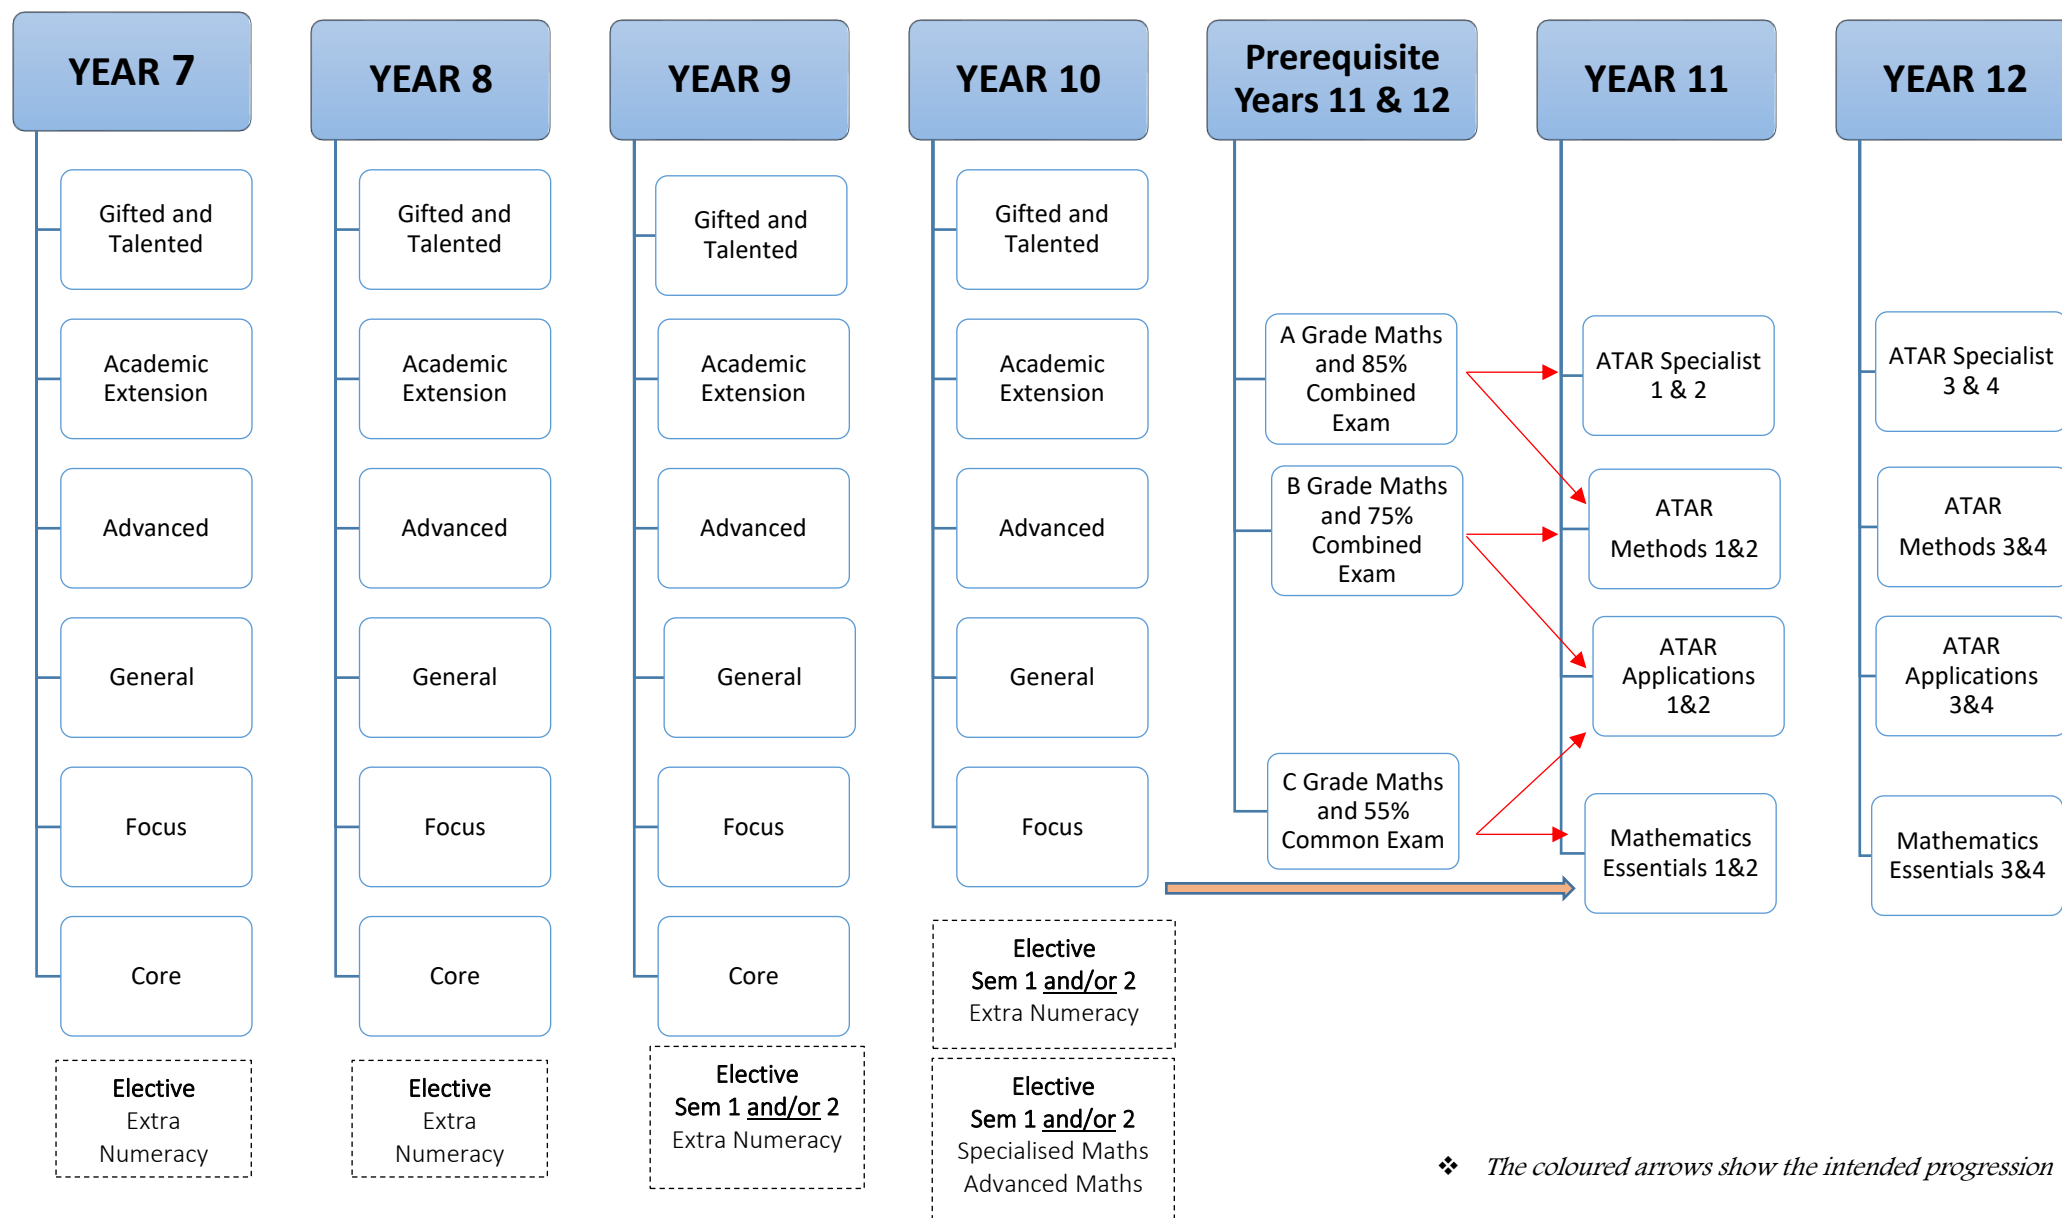 YEAR 7
Gifted and
Talented
Academic
Extension
Advanced
General
Focus
Core
Elective
Extra
Numeracy
YEAR 8
Gifted and
Talented
Academic
Extension
Advanced
General
Focus
Core
Elective
Extra
Numeracy
YEAR 9
Gifted and
Talented
Academic
Extension
Advanced
General
Focus
Core
Elective
Sem 1 and/or 2
Extra Numeracy
YEAR 10
Gifted and
Talented
Academic
Extension
Advanced
General
Focus
Elective
Sem 1 and/or 2
Extra Numeracy
Elective
Sem 1 and/or 2
Specialised Maths
Advanced Maths
Prerequisite
Years 11 & 12
A Grade Maths
and 85%
Combined
Exam
B Grade Maths
and 75%
Combined
Exam
C Grade Maths
and 55%
Common Exam
YEAR 11
ATAR Specialist
1 & 2
ATAR
Methods 1&2
ATAR
Applications
1&2
Mathematics
Essentials 1&2
YEAR 12
ATAR Specialist
3 & 4
ATAR
Methods 3&4
ATAR
Applications
3&4
Mathematics
Essentials 3&4
❖ The coloured arrows show the intended progression